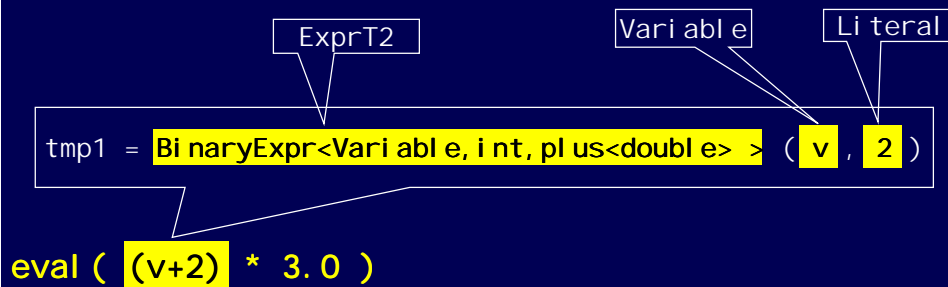 ExprT2 Variable Literal
tmp1 = BinaryExpr<Variable,int,plus<double> > ( v , 2 )
eval ( (v+2) * 3.0 )